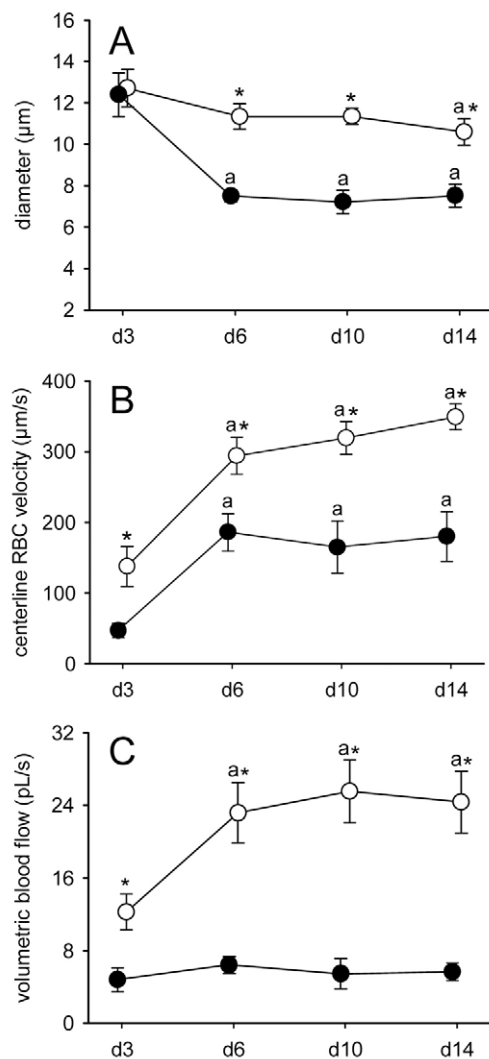 A
diameter (µm)
16
14
12
10
8
6
4
2
* * a*
a a a
d3 d6 d10 d14
B
centerline RBC velocity (µm/s)
400
300
200
100
0
* a* a* a*
a a a
d3 d6 d10 d14
C
volumetric blood flow (pL/s)
32
24
16
8
0
* a* a* a*
d3 d6 d10 d14